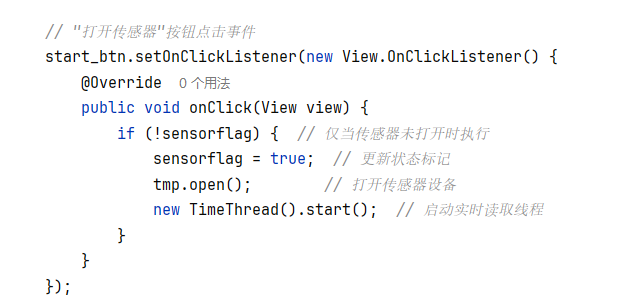 // "打开传感器"按钮点击事件
start_btn.setOnClickListener(new View.OnClickListener() {
    @Override  0 个用法
    public void onClick(View view) {
        if (!sensorflag) {  // 仅当传感器未打开时执行
            sensorflag = true;  // 更新状态标记
            tmp.open();        // 打开传感器设备
            new TimeThread().start();  // 启动实时读取线程
        }
    }
});